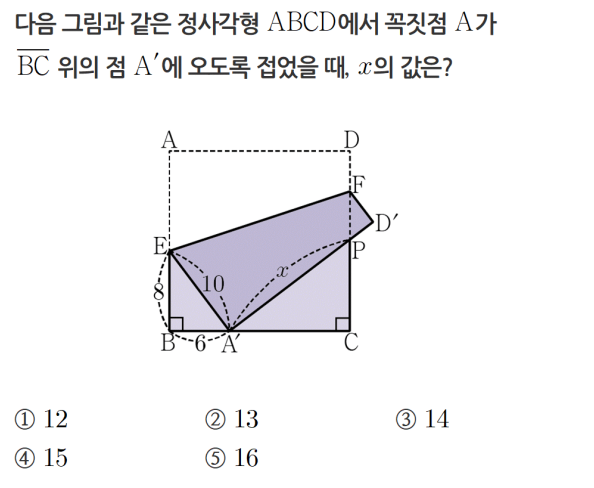 다음 그림과 같은 정사각형 ABCD에서 꼭짓점 A가
BC 위의 점 A′에 오도록 접었을 때, x의 값은?
A D
F
D′
E P
10 x
8
B 6 A′ C
① 12 ② 13 ③ 14
④ 15 ⑤ 16